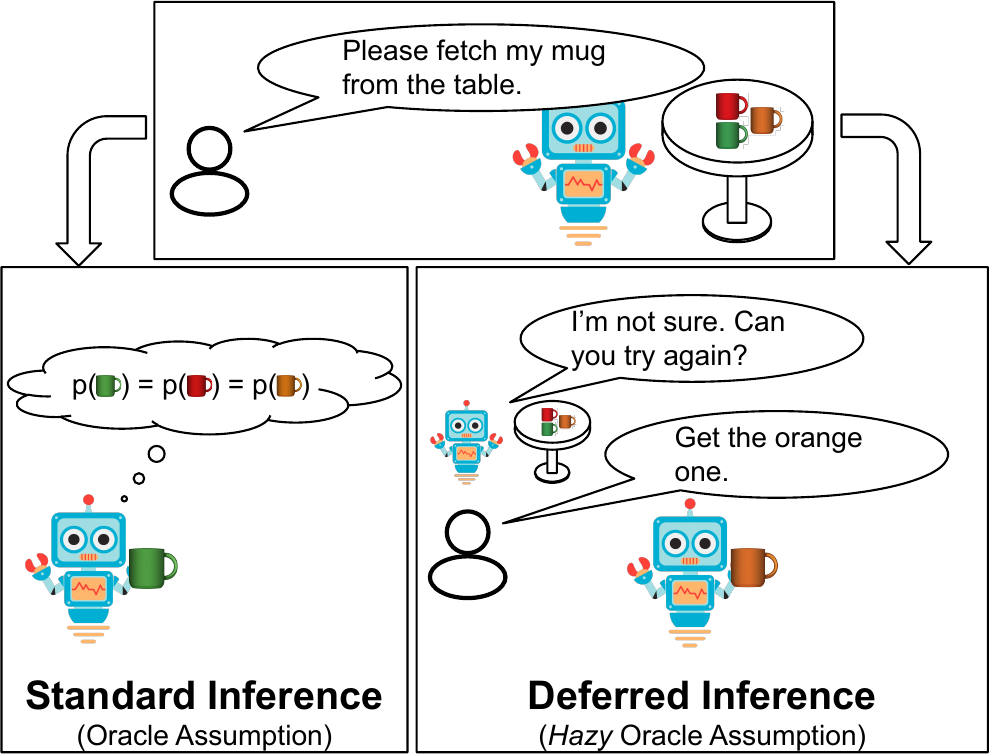 Please fetch my mug
from the table.
p( ) = p( ) = p( )
I'm not sure. Can
you try again?
Get the orange
one.
Standard Inference
(Oracle Assumption)
Deferred Inference
(Hazy Oracle Assumption)